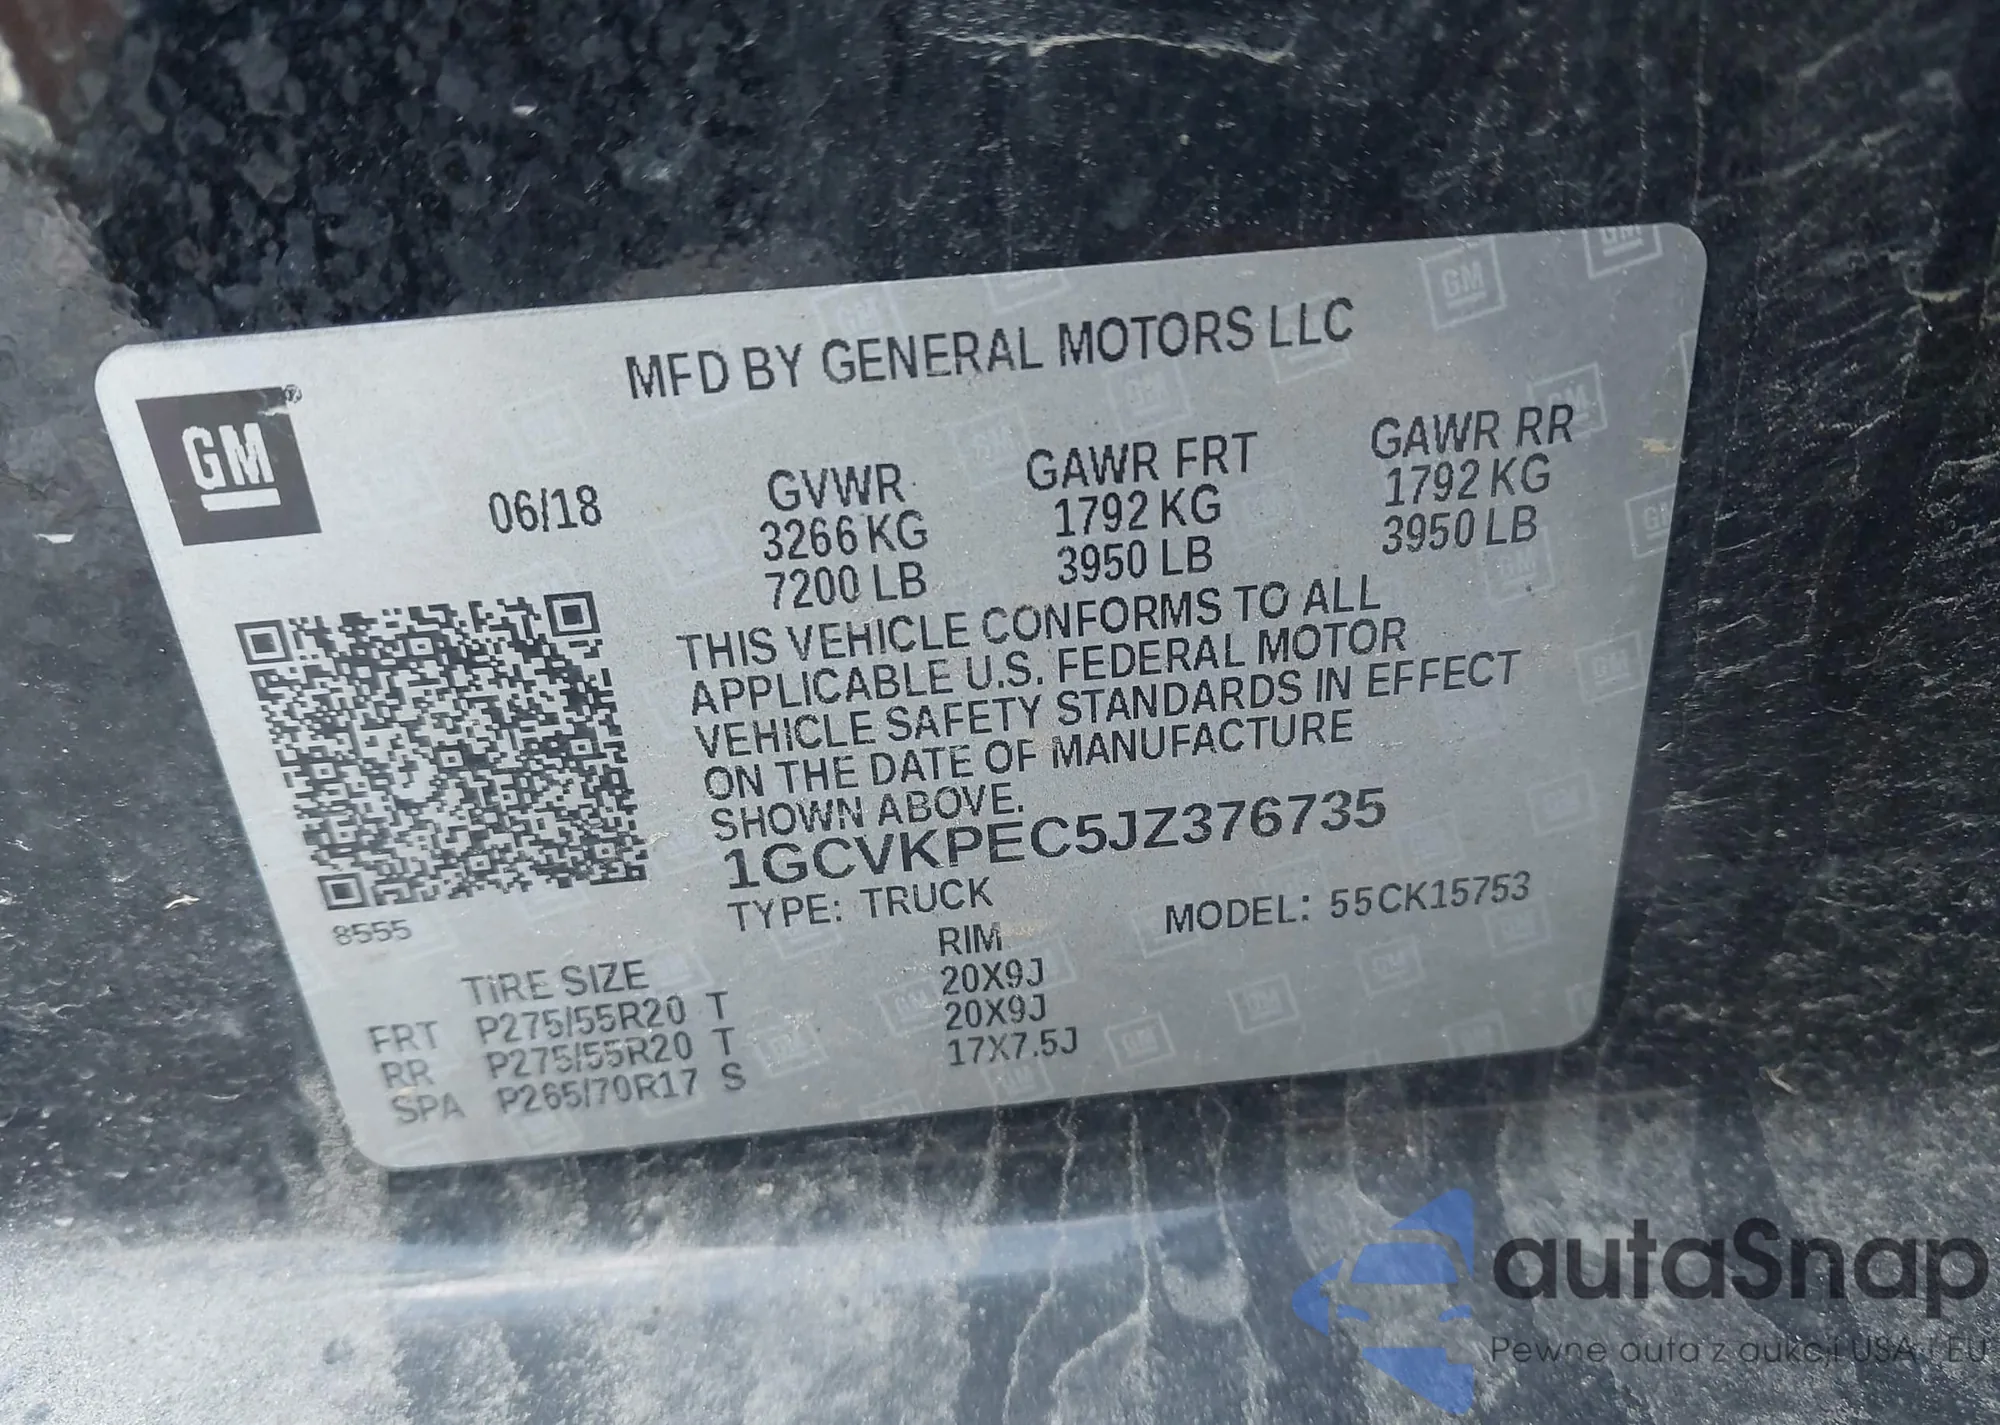 MFD BY GENERAL MOTORS LLC
GM®
06/18
GVWR GAWR FRT GAWR RR
3266 KG 1792 KG 1792 KG
7200 LB 3950 LB 3950 LB
THIS VEHICLE CONFORMS TO ALL
APPLICABLE U.S. FEDERAL MOTOR
VEHICLE SAFETY STANDARDS IN EFFECT
ON THE DATE OF MANUFACTURE
SHOWN ABOVE.
1GCVKPEC5JZ376735
TYPE: TRUCK MODEL: 55CK15753
8555
TIRE SIZE RIM
FRT P275/55R20 T 20X9J
RR P275/55R20 T 20X9J
SPA P265/70R17 S 17X7.5J
autaSnap
Pewne auta z aukcji USA i EU